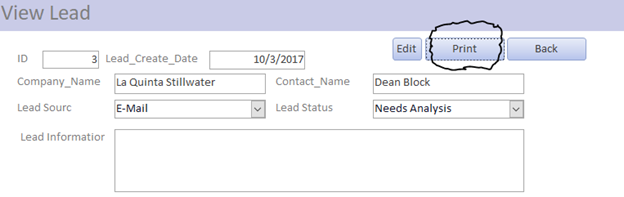 View Lead
Edit Print Back
ID 3 Lead_Create_Date 10/3/2017
Company_Name La Quinta Stillwater Contact_Name Dean Block
Lead Sourc E-Mail Lead Status Needs Analysis
Lead Informatior